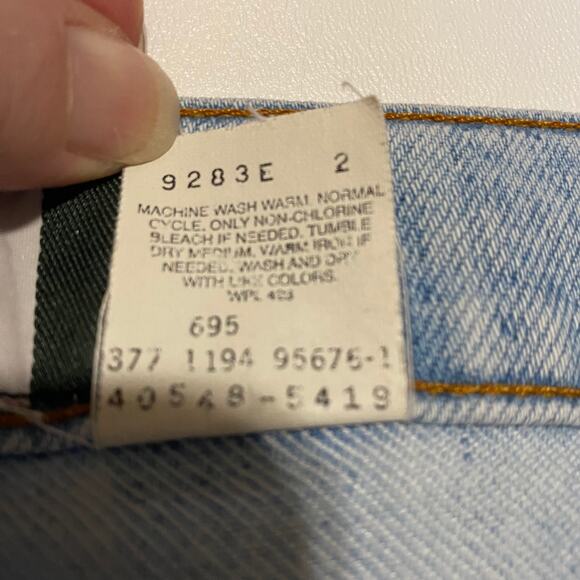 9283E 2
MACHINE WASH WARM, NORMAL
CYCLE. ONLY NON-CHLORINE
BLEACH IF NEEDED. TUMBLE
DRY MEDIUM. WARM IRON IF
NEEDED. WASH AND DRY
WITH LIKE COLORS.
WPL 423
695
377 1194 95676-1
40548-5419